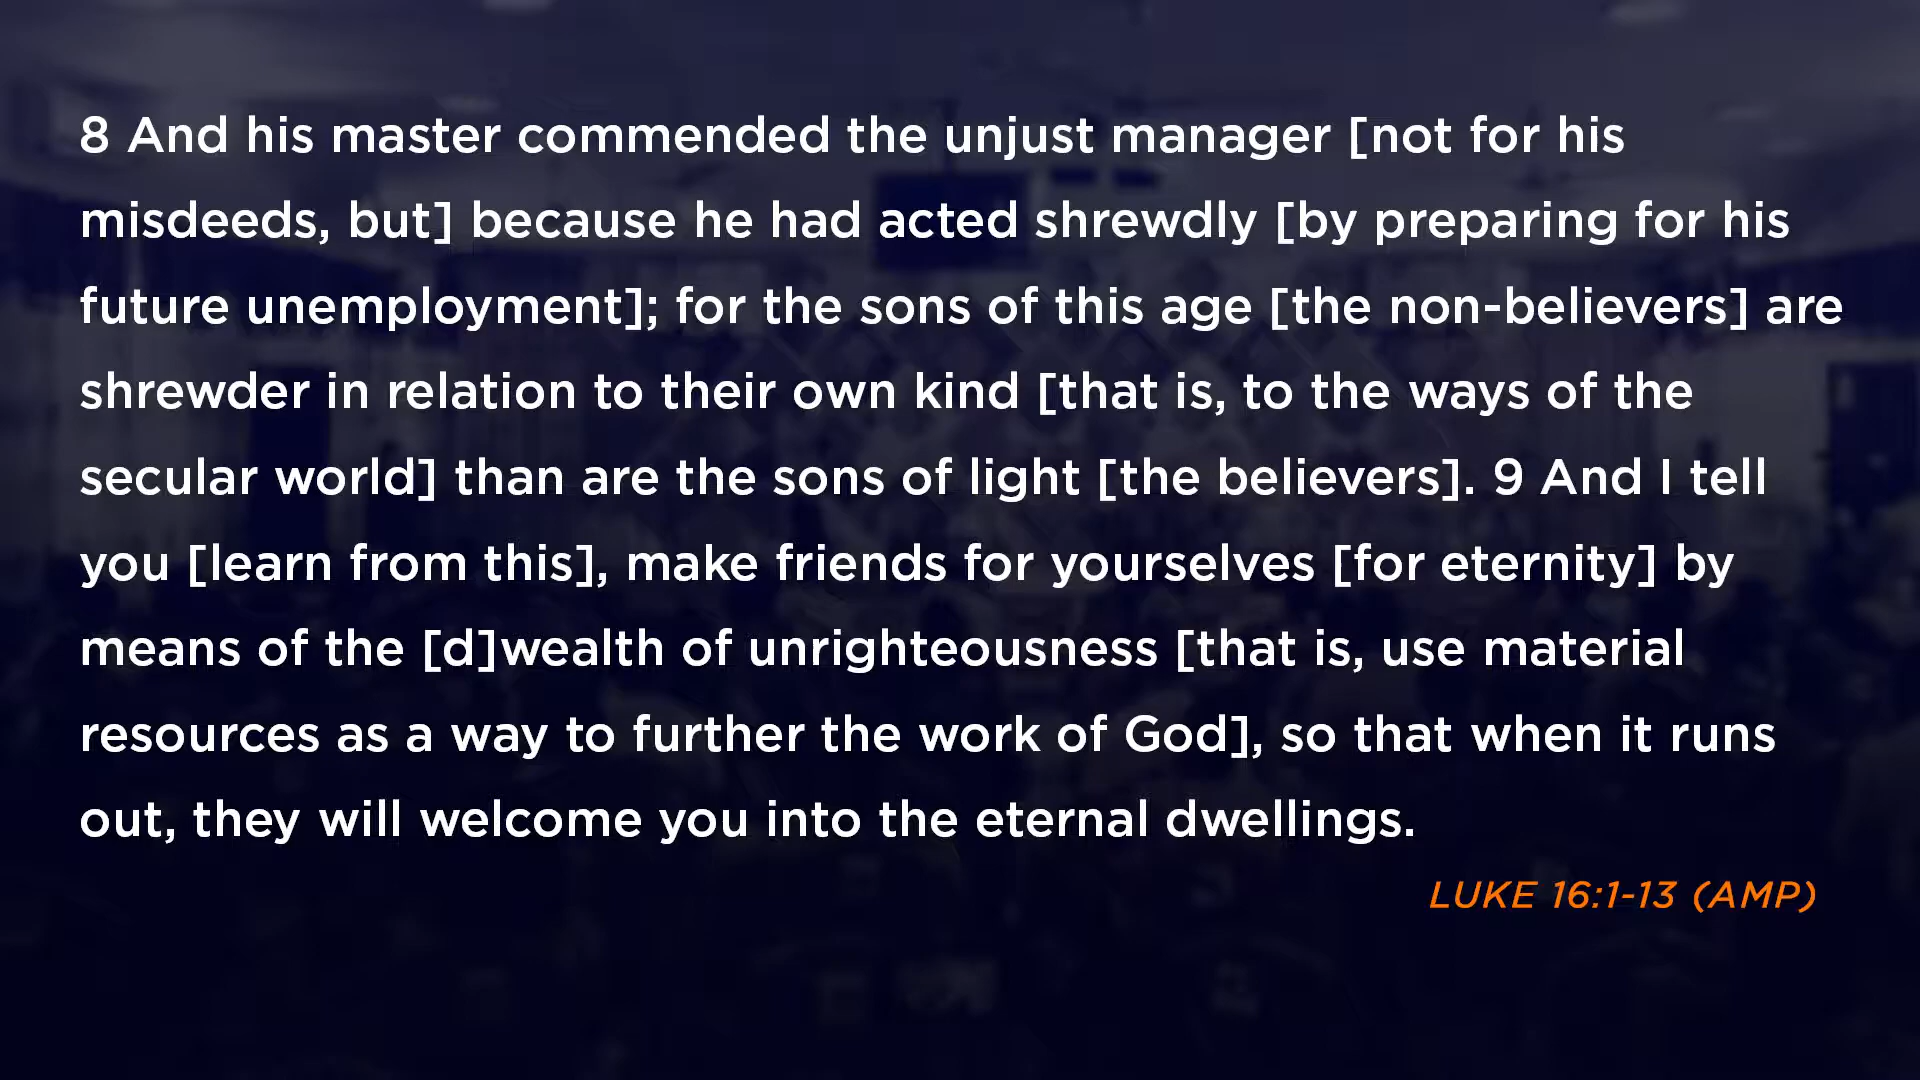 8 And his master commended the unjust manager [not for his
misdeeds, but] because he had acted shrewdly [by preparing for his
future unemployment]; for the sons of this age [the non-believers] are
shrewder in relation to their own kind [that is, to the ways of the
secular world] than are the sons of light [the believers]. 9 And I tell
you [learn from this], make friends for yourselves [for eternity] by
means of the [d]wealth of unrighteousness [that is, use material
resources as a way to further the work of God], so that when it runs
out, they will welcome you into the eternal dwellings.
LUKE 16:1-13 (AMP)